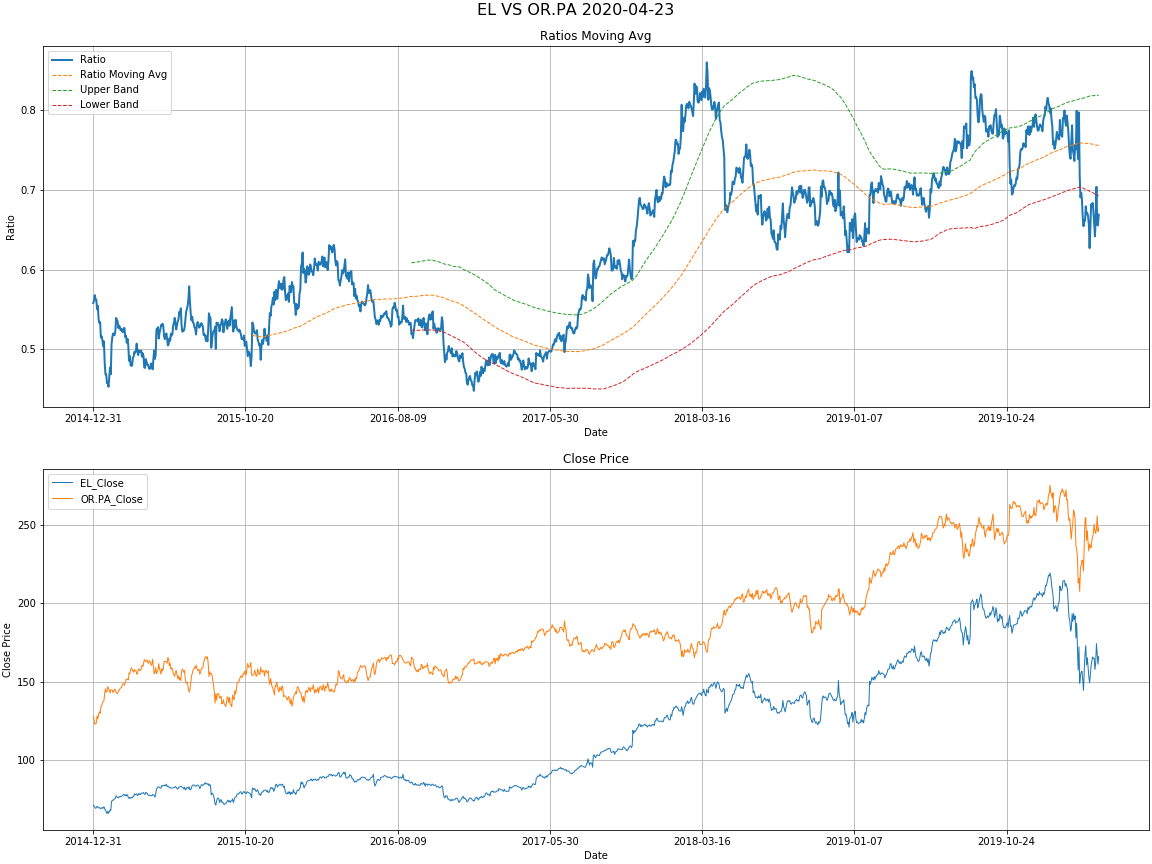 EL VS OR.PA 2020-04-23
Ratios Moving Avg
Ratio
Ratio Moving Avg
Upper Band
Lower Band
0.8
0.7
0.6
0.5
Ratio
2014-12-31 2015-10-20 2016-08-09 2017-05-30 2018-03-16 2019-01-07 2019-10-24
Date
Close Price
EL_Close
OR.PA_Close
250
200
150
100
Close Price
2014-12-31 2015-10-20 2016-08-09 2017-05-30 2018-03-16 2019-01-07 2019-10-24
Date